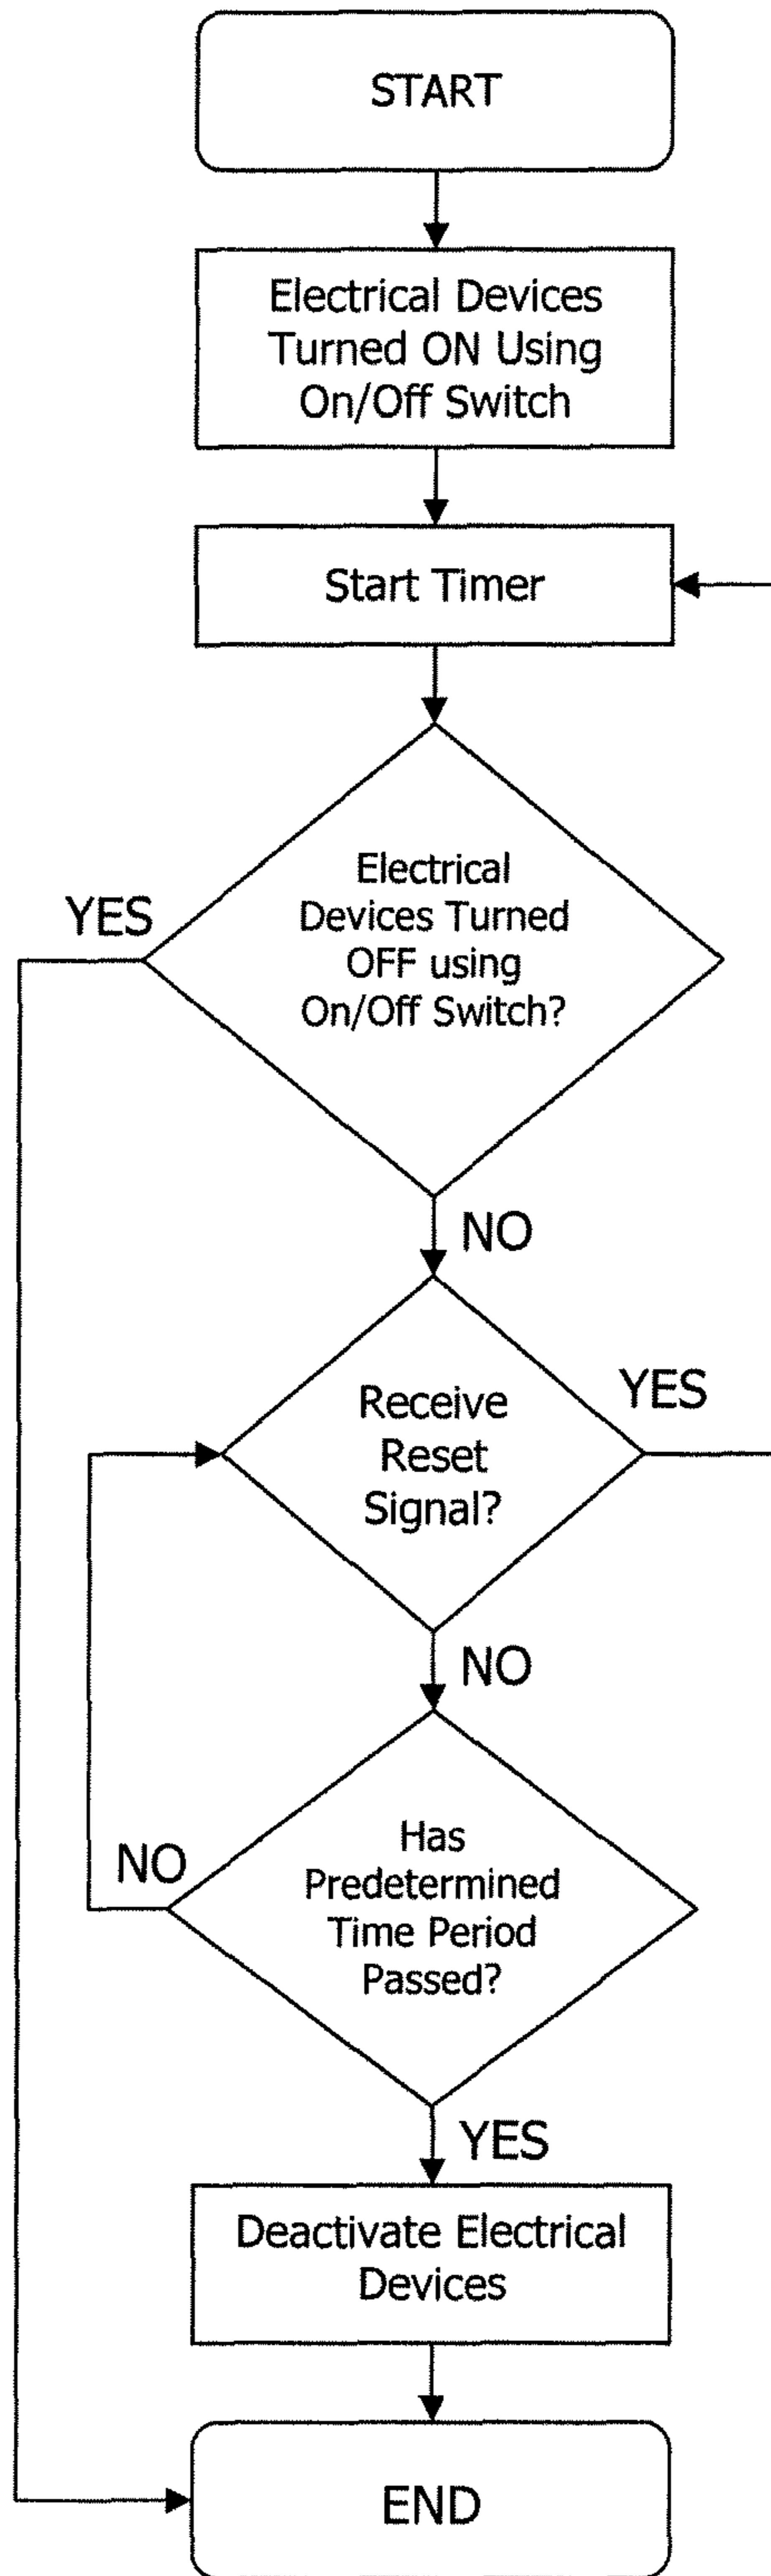 START
Electrical Devices
Turned ON Using
On/Off Switch
Start Timer
Electrical
Devices Turned
OFF using
On/Off Switch?
YES
NO
Receive
Reset
Signal?
YES
NO
Has
Predetermined
Time Period
Passed?
NO
YES
Deactivate Electrical
Devices
END